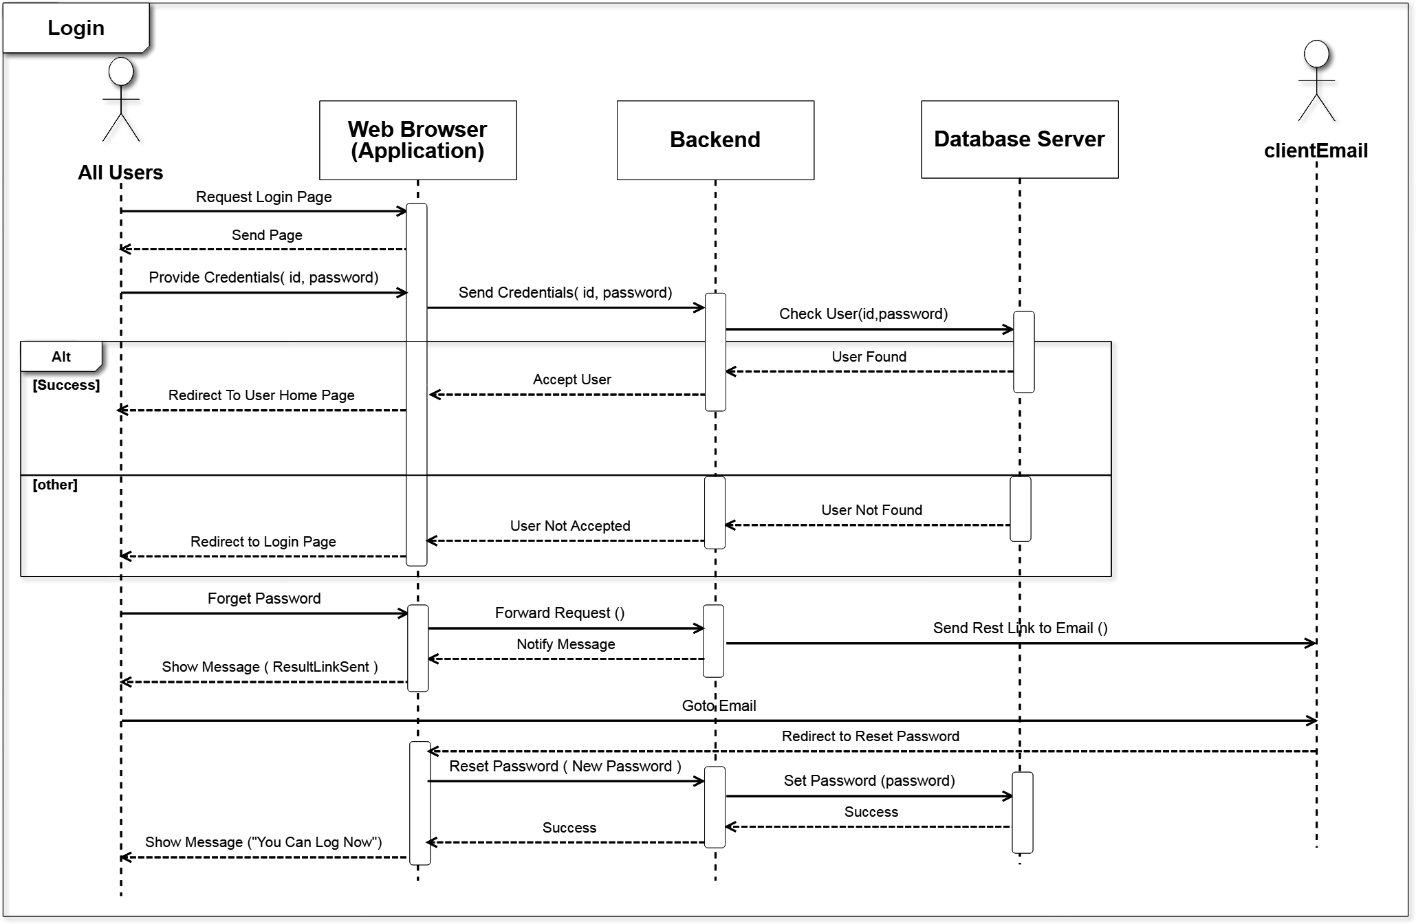 Login
All Users
Web Browser
(Application)
Backend
Database Server
clientEmail
Request Login Page
Send Page
Provide Credentials( id, password)
Send Credentials( id, password)
Check User(id,password)
Alt
[Success]
User Found
Accept User
Redirect To User Home Page
[other]
User Not Found
User Not Accepted
Redirect to Login Page
Forget Password
Forward Request ()
Send Rest Link to Email ()
Notify Message
Show Message ( ResultLinkSent )
Goto Email
Redirect to Reset Password
Reset Password ( New Password )
Set Password (password)
Success
Success
Show Message ("You Can Log Now")